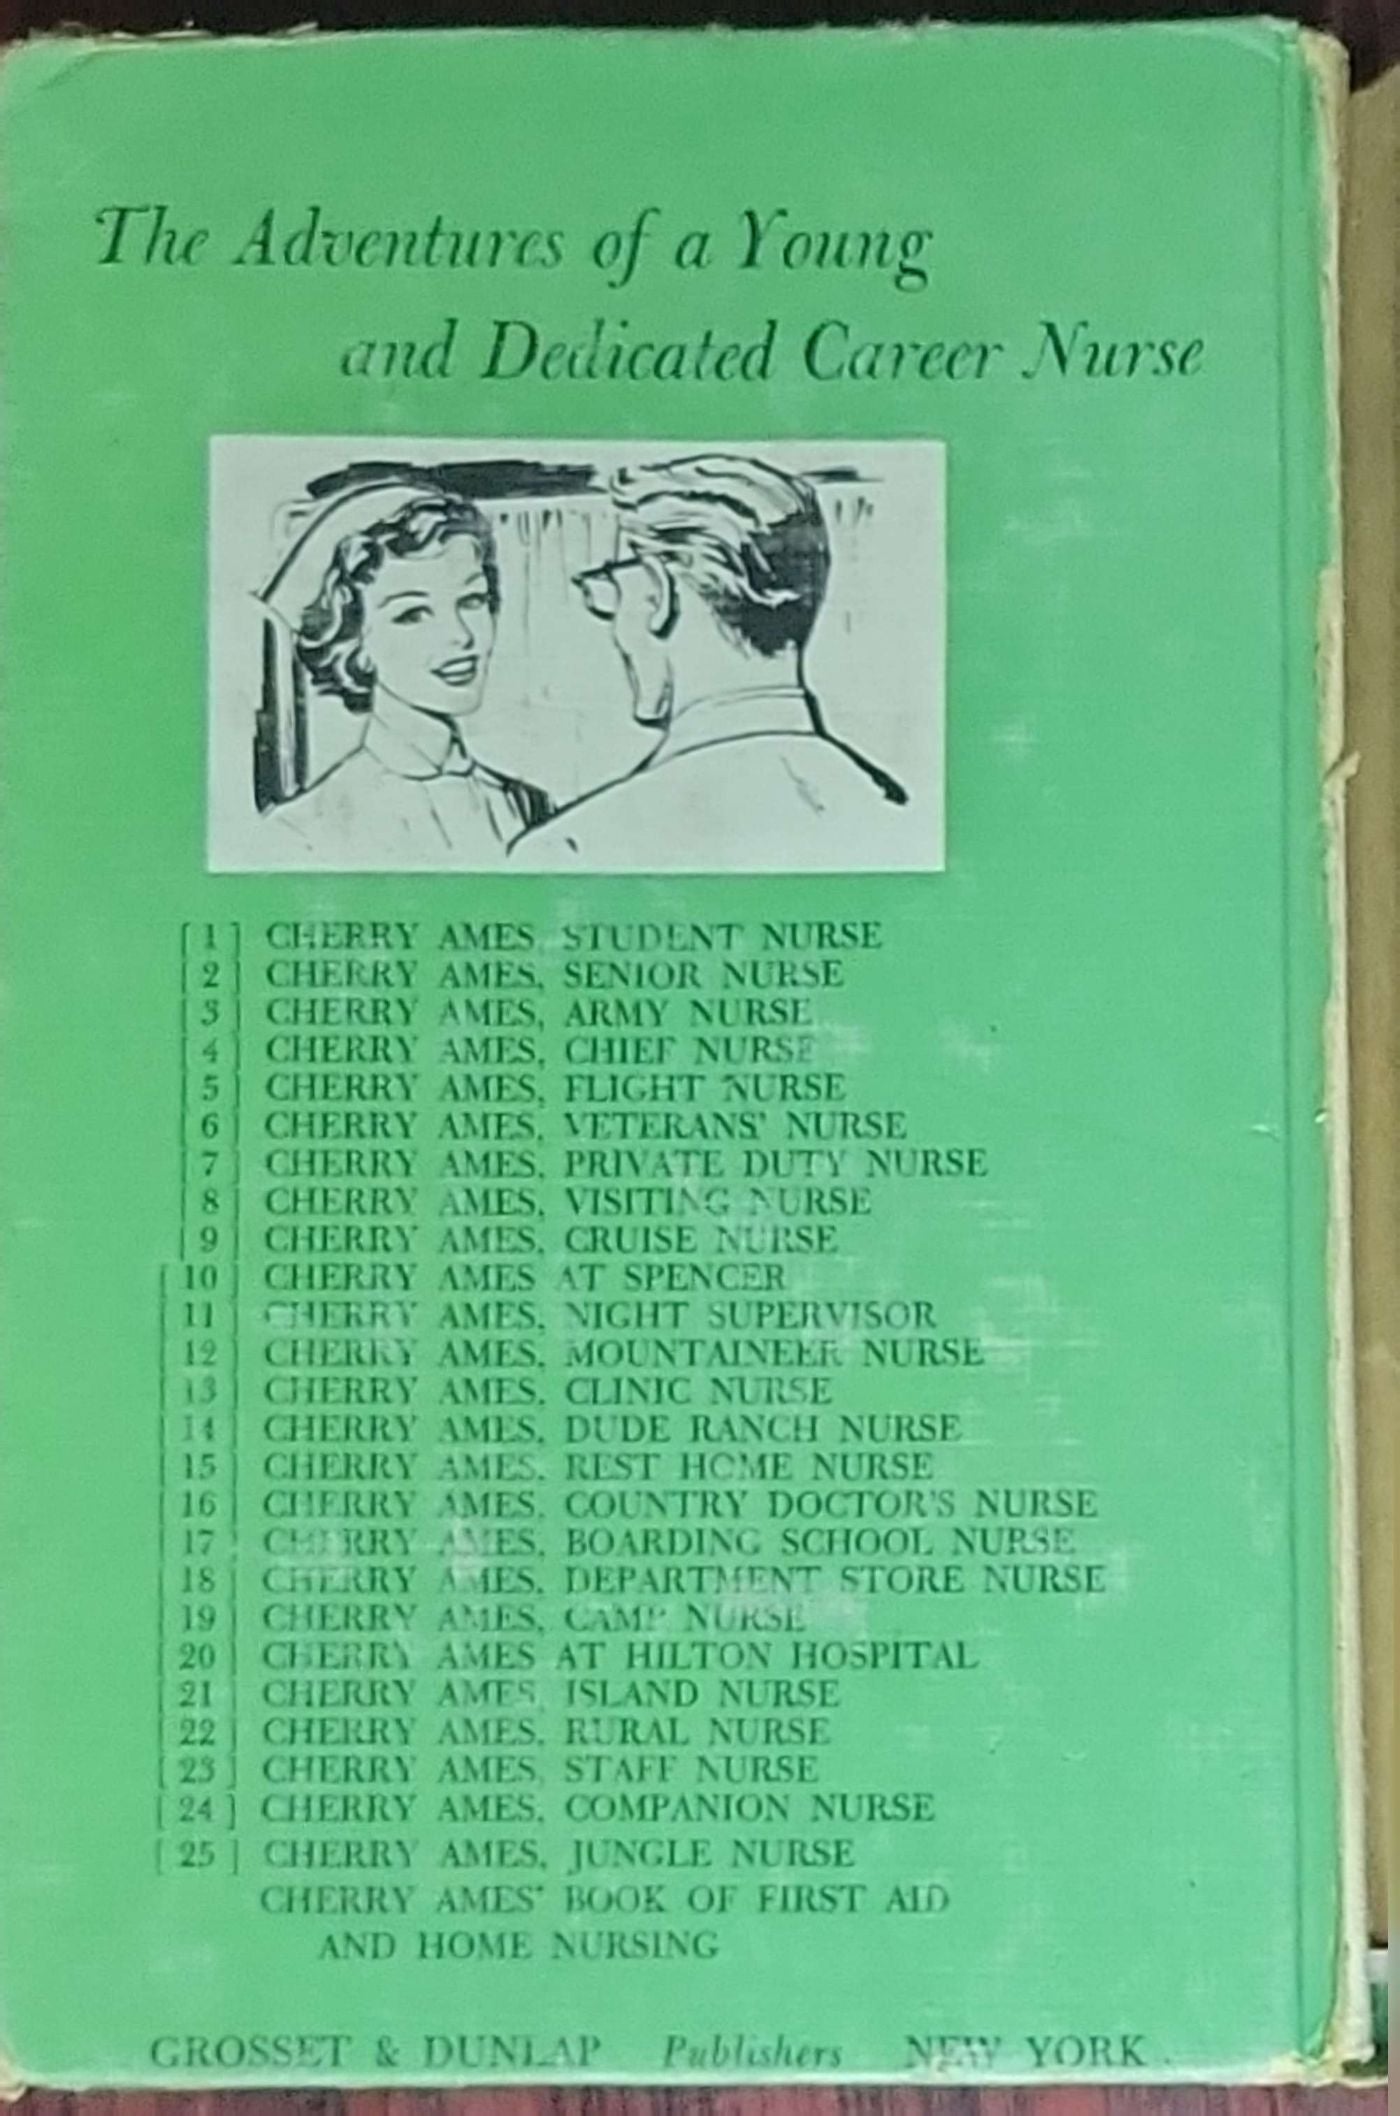 The Adventures of a Young
and Dedicated Career Nurse
[1] CHERRY AMES, STUDENT NURSE
[2] CHERRY AMES, SENIOR NURSE
[3] CHERRY AMES, ARMY NURSE
[4] CHERRY AMES, CHIEF NURSE
[5] CHERRY AMES, FLIGHT NURSE
[6] CHERRY AMES, VETERANS' NURSE
[7] CHERRY AMES, PRIVATE DUTY NURSE
[8] CHERRY AMES, VISITING NURSE
[9] CHERRY AMES, CRUISE NURSE
[10] CHERRY AMES AT SPENCER
[11] CHERRY AMES, NIGHT SUPERVISOR
[12] CHERRY AMES, MOUNTAINEER NURSE
[13] CHERRY AMES, CLINIC NURSE
[14] CHERRY AMES, DUDE RANCH NURSE
[15] CHERRY AMES, REST HOME NURSE
[16] CHERRY AMES, COUNTRY DOCTOR'S NURSE
[17] CHERRY AMES, BOARDING SCHOOL NURSE
[18] CHERRY AMES, DEPARTMENT STORE NURSE
[19] CHERRY AMES, CAMP NURSE
[20] CHERRY AMES AT HILTON HOSPITAL
[21] CHERRY AMES, ISLAND NURSE
[22] CHERRY AMES, RURAL NURSE
[23] CHERRY AMES, STAFF NURSE
[24] CHERRY AMES, COMPANION NURSE
[25] CHERRY AMES, JUNGLE NURSE
CHERRY AMES' BOOK OF FIRST AID
AND HOME NURSING
GROSSET & DUNLAP Publishers NEW YORK